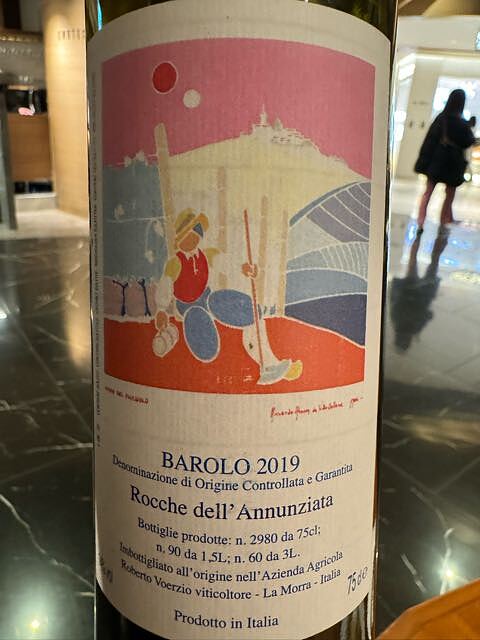 BAROLO 2019
Denominazione di Origine Controllata e Garantita
Rocche dell'Annunziata
Bottiglie prodotte: n. 2980 da 75cl;
n. 90 da 1,5L; n. 60 da 3L.
Imbottigliato all'origine nell'Azienda Agricola
Roberto Voerzio viticoltore - La Morra - Italia
75cl e
Prodotto in Italia